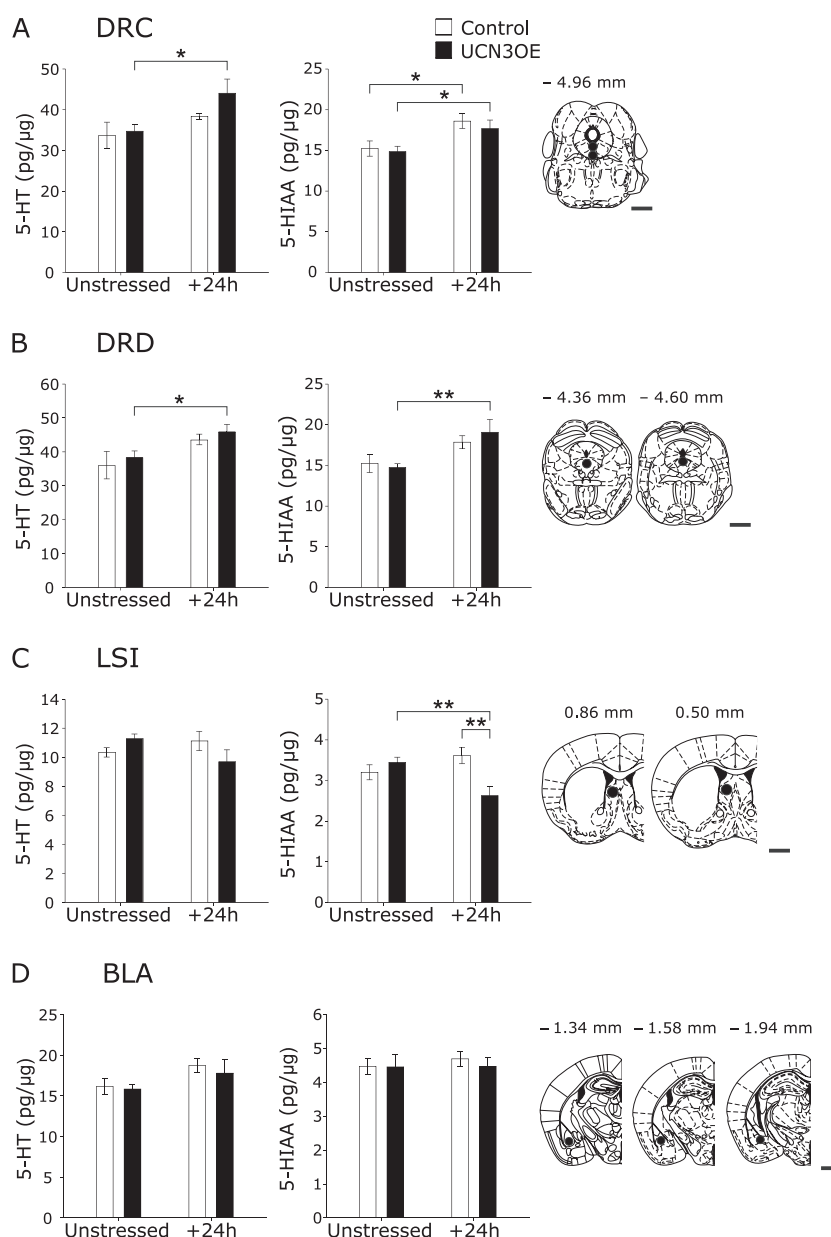 A DRC
Control
UCN3OE
5-HT (pg/µg)
50
40
30
20
10
0
*
Unstressed +24h
5-HIAA (pg/µg)
25
20
15
10
5
0
*
*
Unstressed +24h
– 4.96 mm
B DRD
5-HT (pg/µg)
60
50
40
30
20
10
0
*
Unstressed +24h
5-HIAA (pg/µg)
25
20
15
10
5
0
**
Unstressed +24h
– 4.36 mm – 4.60 mm
C LSI
5-HT (pg/µg)
14
12
10
8
6
4
2
0
Unstressed +24h
5-HIAA (pg/µg)
5
4
3
2
1
0
**
**
Unstressed +24h
0.86 mm 0.50 mm
D BLA
5-HT (pg/µg)
25
20
15
10
5
0
Unstressed +24h
5-HIAA (pg/µg)
6
5
4
3
2
1
0
Unstressed +24h
– 1.34 mm – 1.58 mm – 1.94 mm